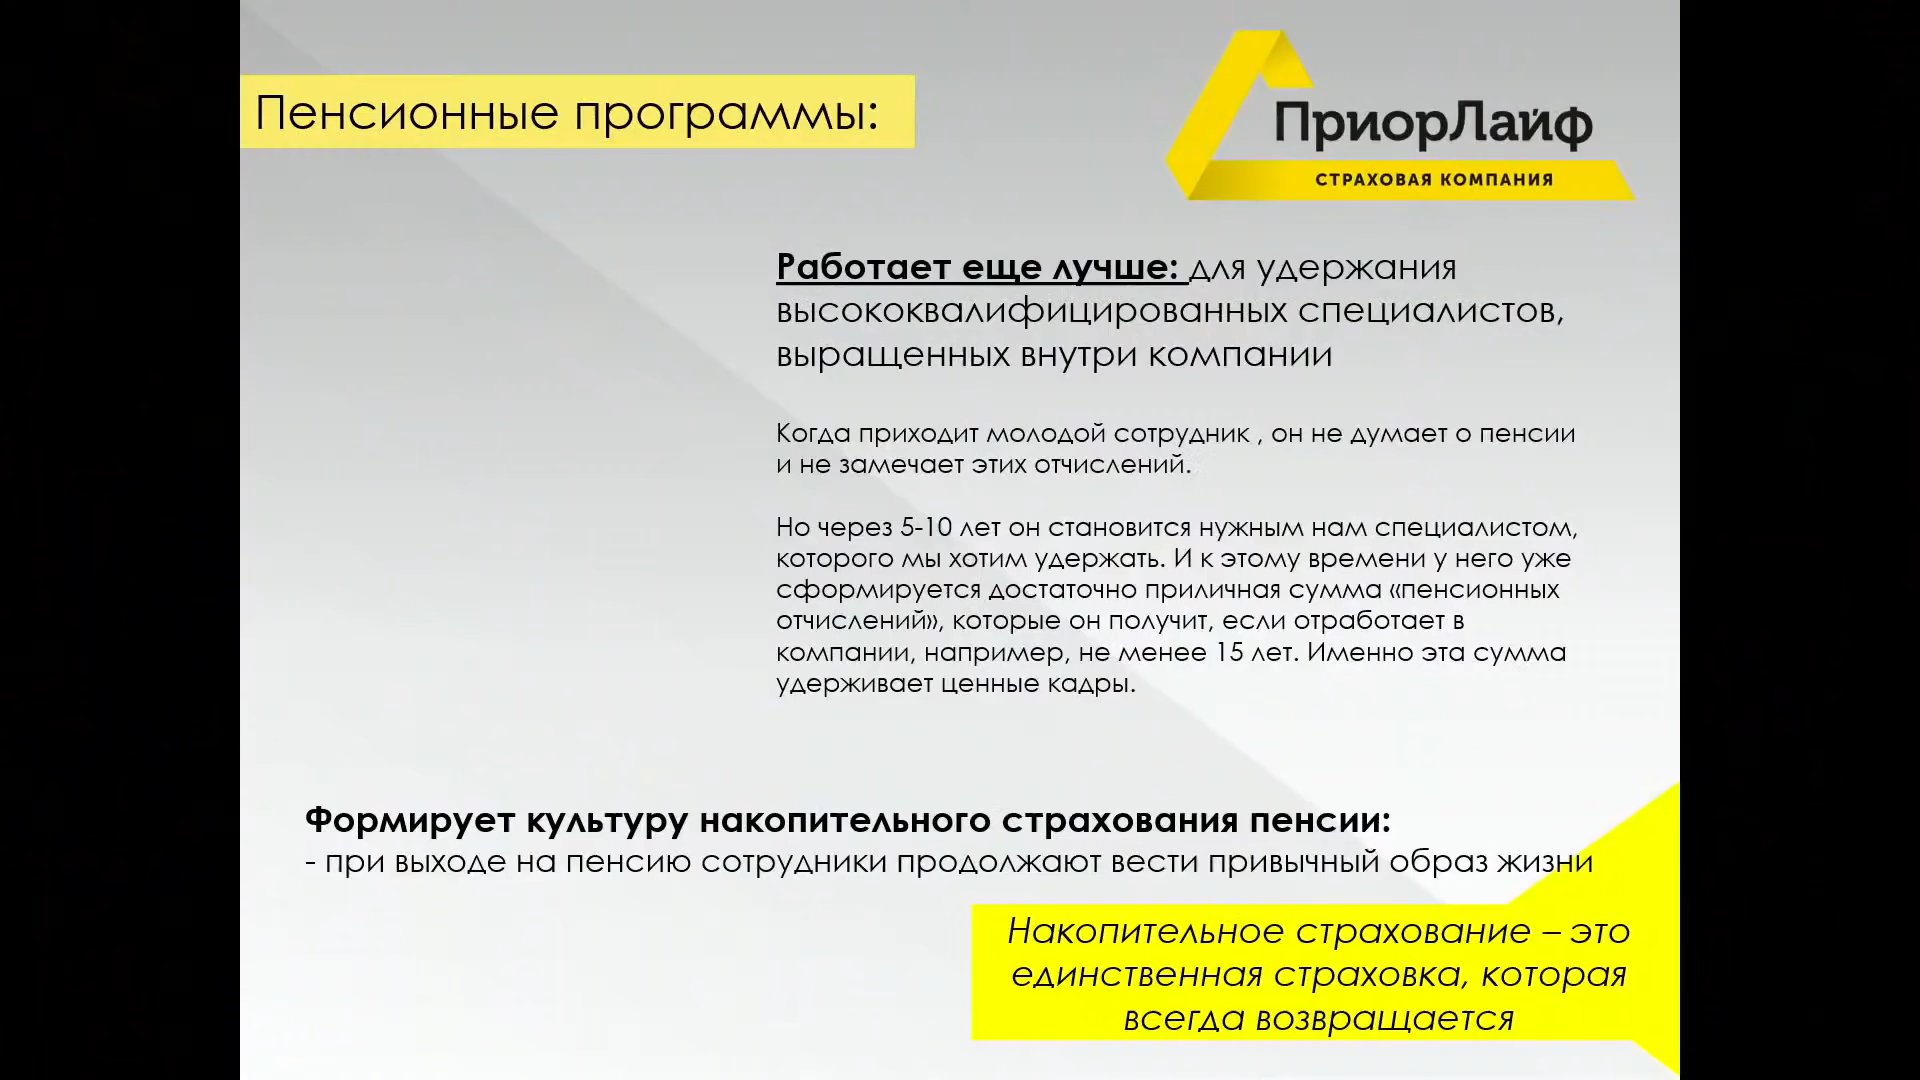 Пенсионные программы:
ПриорЛайф
СТРАХОВАЯ КОМПАНИЯ
Работает еще лучше: для удержания
высококвалифицированных специалистов,
выращенных внутри компании
Когда приходит молодой сотрудник , он не думает о пенсии
и не замечает этих отчислений.
Но через 5-10 лет он становится нужным нам специалистом,
которого мы хотим удержать. И к этому времени у него уже
сформируется достаточно приличная сумма «пенсионных
отчислений», которые он получит, если отработает в
компании, например, не менее 15 лет. Именно эта сумма
удерживает ценные кадры.
Формирует культуру накопительного страхования пенсии:
- при выходе на пенсию сотрудники продолжают вести привычный образ жизни
Накопительное страхование – это
единственная страховка, которая
всегда возвращается